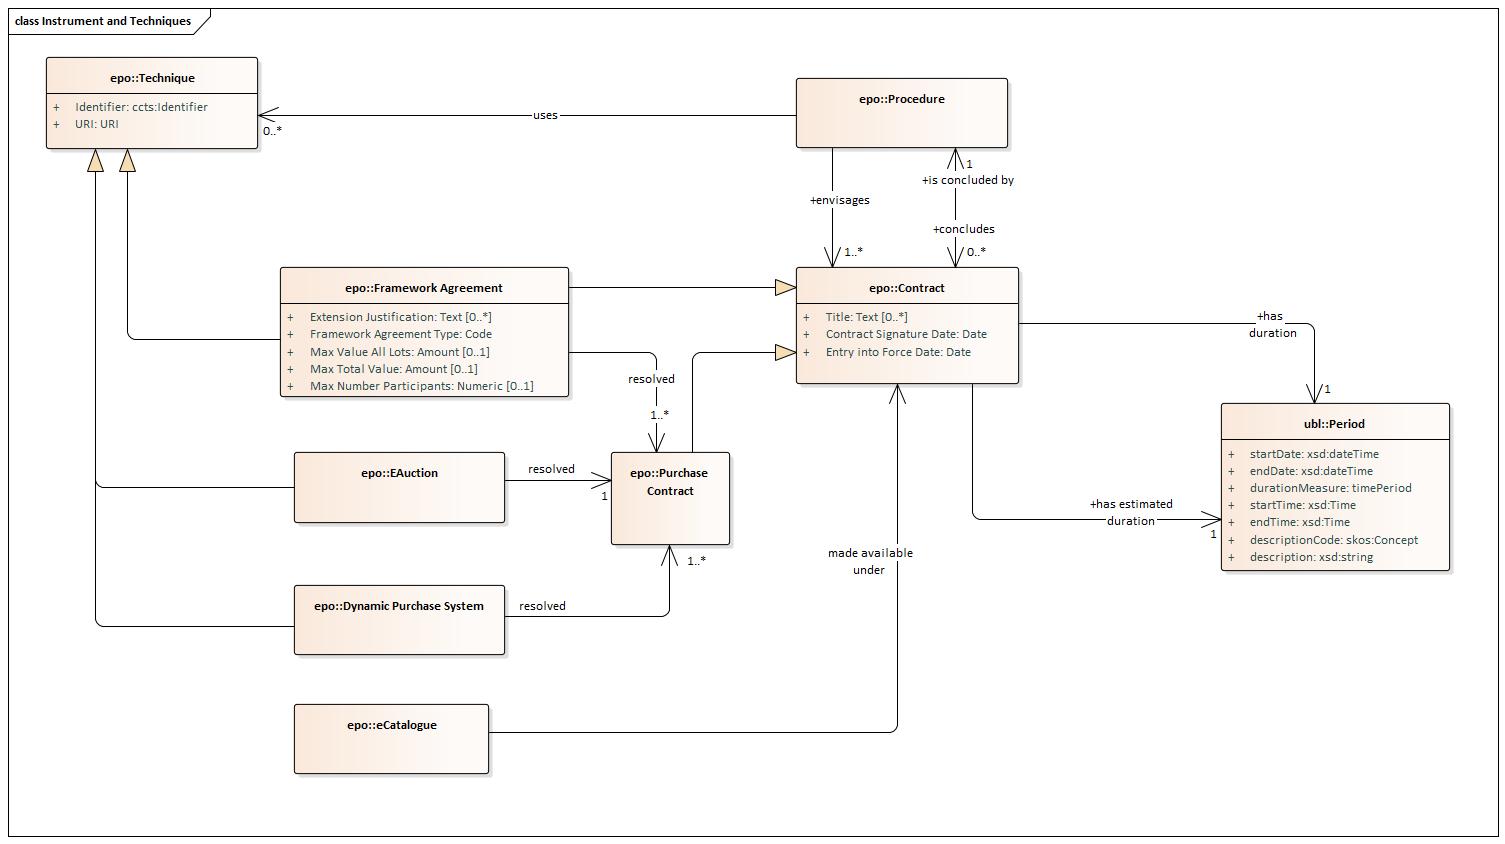 class Instrument and Techniques
epo::Technique
+ Identifier: ccts:Identifier
+ URI: URI
epo::Procedure
uses
0..*
1
+is concluded by
+envisages
+concludes
1..*
0..*
epo::Framework Agreement
+ Extension Justification: Text [0..*]
+ Framework Agreement Type: Code
+ Max Value All Lots: Amount [0..1]
+ Max Total Value: Amount [0..1]
+ Max Number Participants: Numeric [0..1]
epo::Contract
+ Title: Text [0..*]
+ Contract Signature Date: Date
+ Entry into Force Date: Date
+has
duration
1
resolved
1..*
ubl::Period
+ startDate: xsd:dateTime
+ endDate: xsd:dateTime
+ durationMeasure: timePeriod
+ startTime: xsd:Time
+ endTime: xsd:Time
+ descriptionCode: skos:Concept
+ description: xsd:string
epo::EAuction
resolved
1
epo::Purchase
Contract
+has estimated
duration
1
1..*
made available
under
epo::Dynamic Purchase System
resolved
epo::eCatalogue